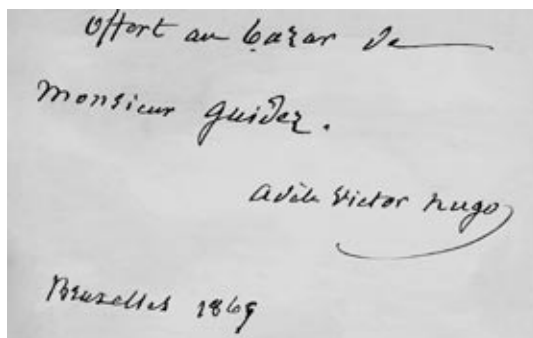 Offert au bazar de
Monsieur Guidez.
Adèle Victor Hugo
Bruxelles 1869